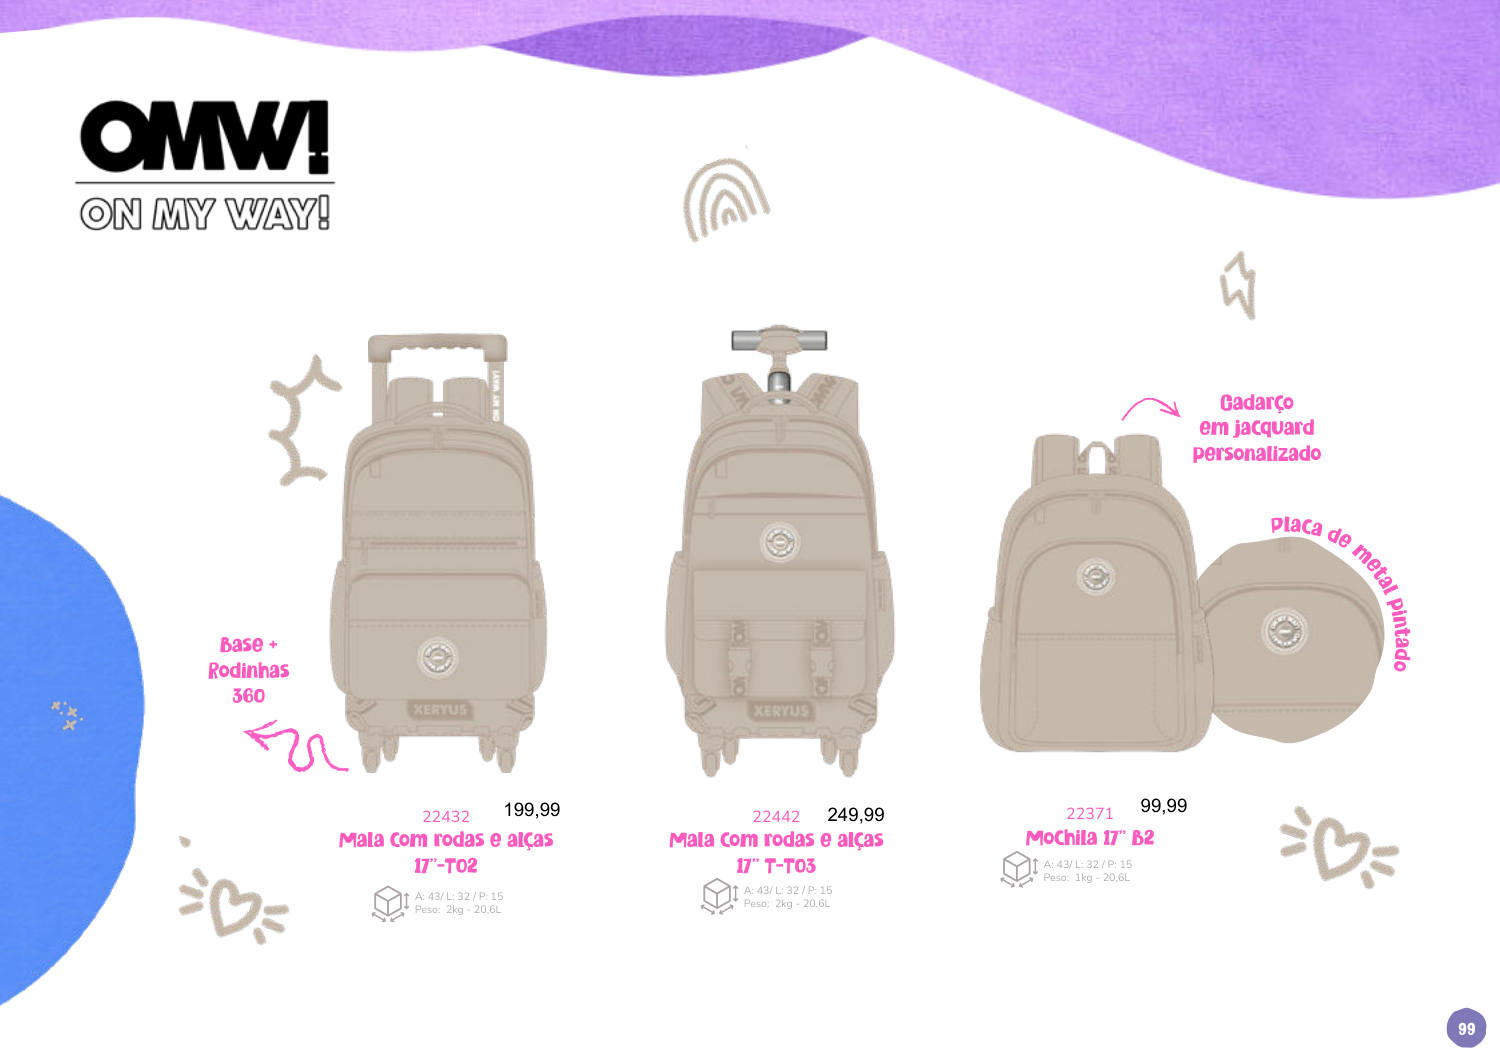 OMW!
ON MY WAY!
ON MY WAY!
Cadarço
em jacquard
personalizado
Placa de metal pintado
Base +
Rodinhas
360
XERYUS
XERYUS
22432
199,99
Mala com rodas e alças
17"-T02
A: 43/ L: 32 / P: 15
Peso: 2kg - 20,6L
22442
249,99
Mala com rodas e alças
17" T-T03
A: 43/ L: 32 / P: 15
Peso: 2kg - 20,6L
22371
99,99
Mochila 17" B2
A: 43/ L: 32 / P: 15
Peso: 1kg - 20,6L
99